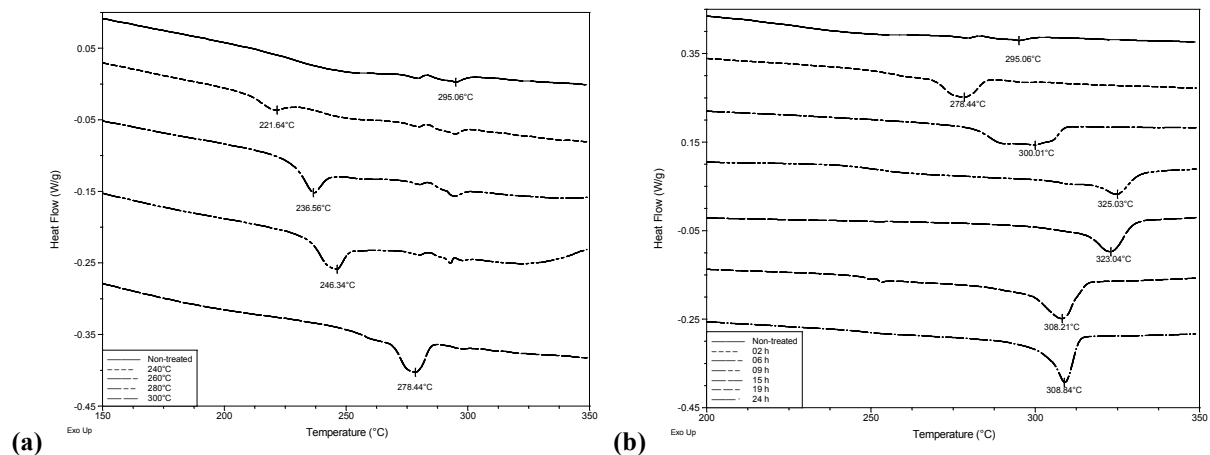 0.05
-0.05
-0.15
-0.25
-0.35
-0.45
Heat Flow (W/g)
295.06°C
221.64°C
236.56°C
246.34°C
278.44°C
Non-treated
240°C
260°C
280°C
300°C
150
200
250
300
350
Exo Up
Temperature (°C)
(a)
0.35
0.15
-0.05
-0.25
-0.45
Heat Flow (W/g)
295.06°C
278.44°C
300.01°C
325.03°C
323.04°C
308.21°C
308.84°C
Non-treated
02 h
06 h
09 h
15 h
19 h
24 h
200
250
300
350
Exo Up
Temperature (°C)
(b)